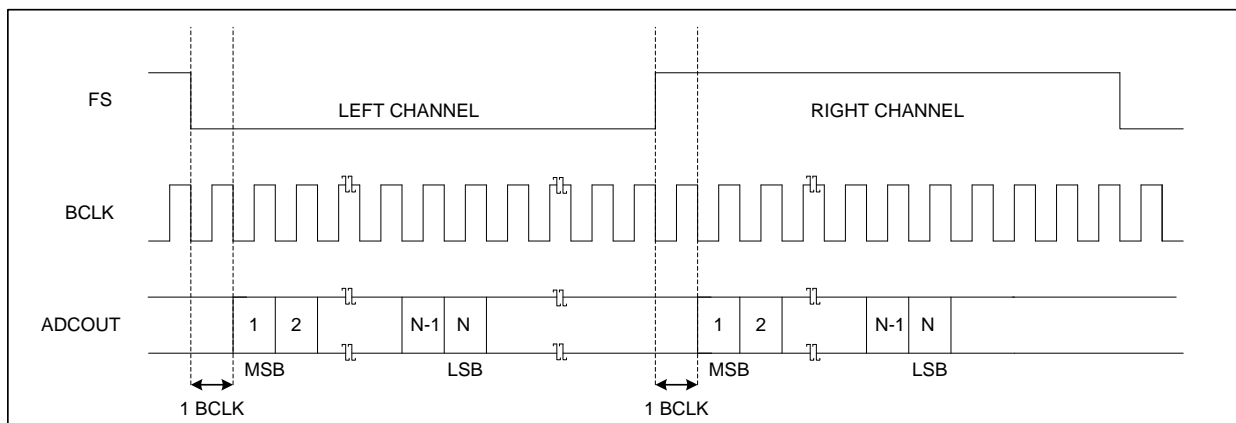 FS
LEFT CHANNEL
RIGHT CHANNEL
BCLK
ADCOUT
1 2 N-1 N 1 2 N-1 N
MSB LSB MSB LSB
1 BCLK 1 BCLK